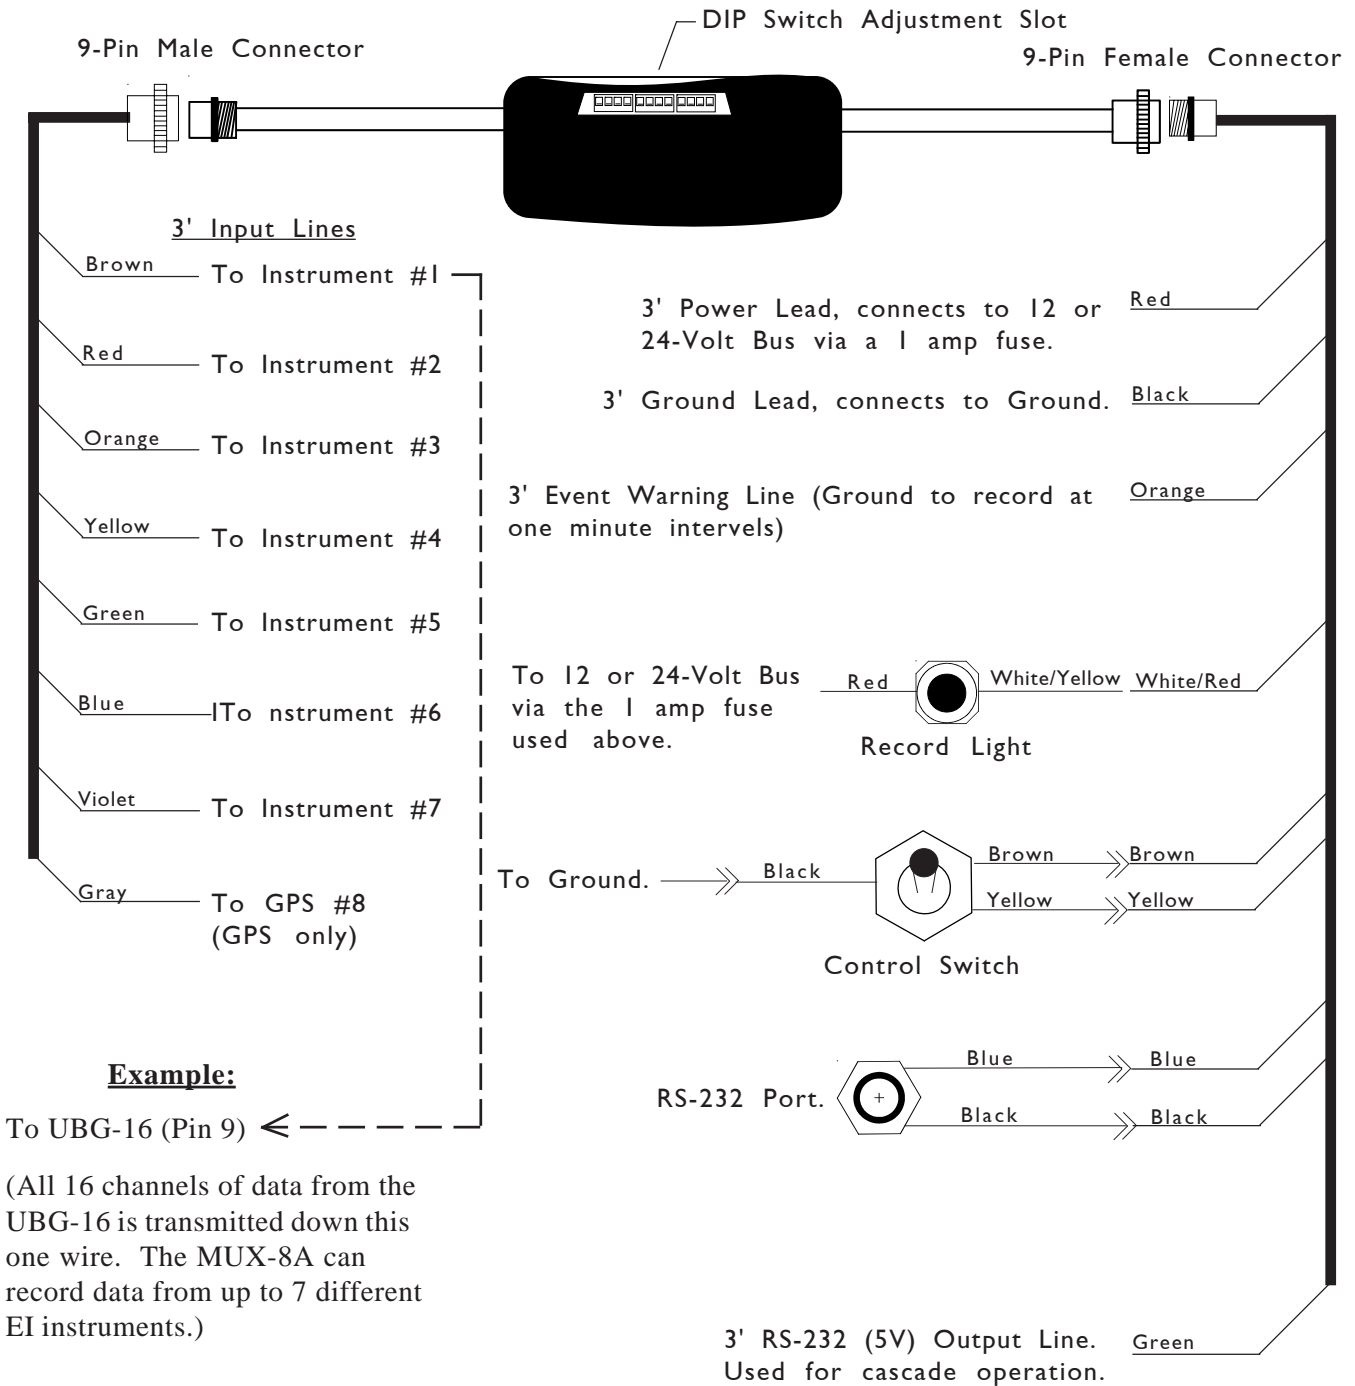 DIP Switch Adjustment Slot
9-Pin Male Connector
9-Pin Female Connector
3' Input Lines
Brown
To Instrument #1
Red
To Instrument #2
Orange
To Instrument #3
Yellow
To Instrument #4
Green
To Instrument #5
Blue
ITo nstrument #6
Violet
To Instrument #7
Gray
To GPS #8
(GPS only)
Example:
To UBG-16 (Pin 9)
(All 16 channels of data from the
UBG-16 is transmitted down this
one wire. The MUX-8A can
record data from up to 7 different
EI instruments.)
3' Power Lead, connects to 12 or
24-Volt Bus via a 1 amp fuse.
Red
3' Ground Lead, connects to Ground.
Black
3' Event Warning Line (Ground to record at
one minute intervels)
Orange
To 12 or 24-Volt Bus
via the 1 amp fuse
used above.
Red
White/Yellow
White/Red
Record Light
To Ground.
Black
Brown
Brown
Yellow
Yellow
Control Switch
RS-232 Port.
Blue
Blue
Black
Black
3' RS-232 (5V) Output Line.
Used for cascade operation.
Green